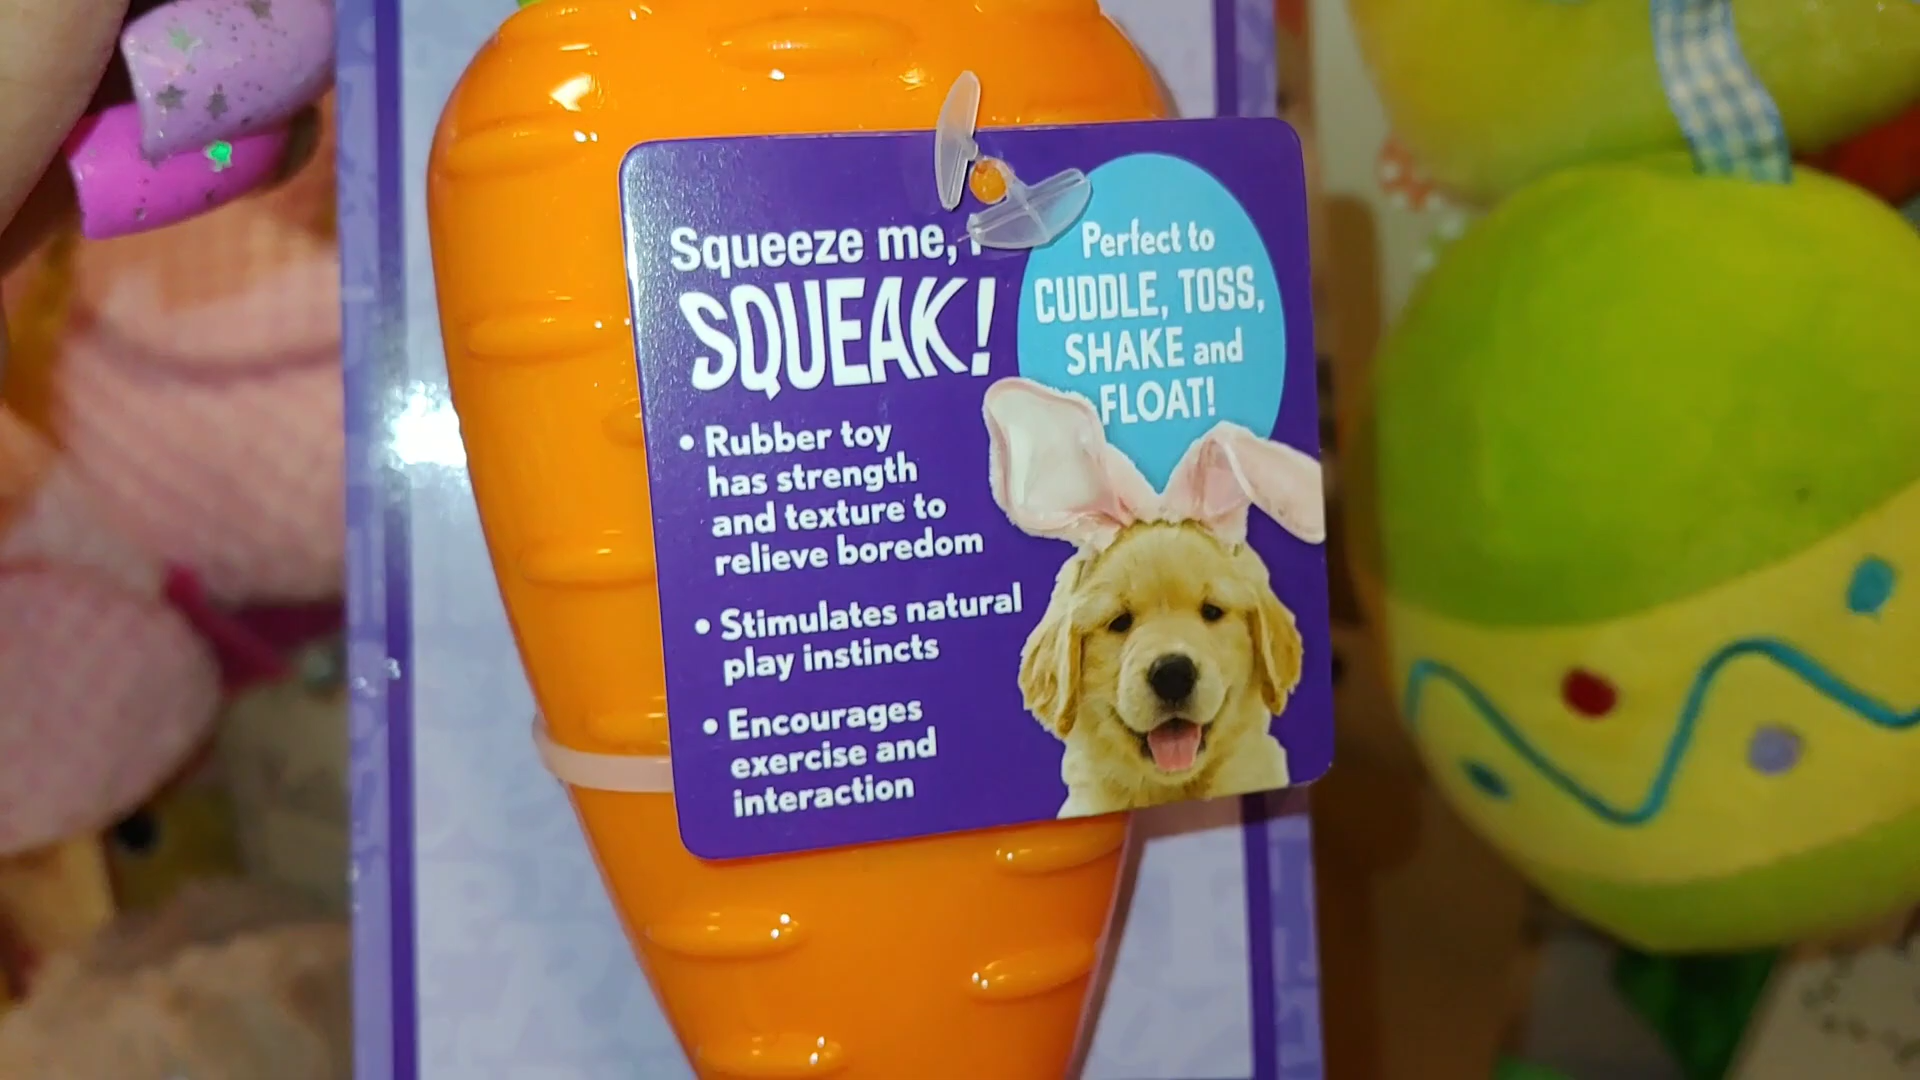 Squeeze me, I
SQUEAK!
Perfect to
CUDDLE, TOSS,
SHAKE and
FLOAT!
• Rubber toy
has strength
and texture to
relieve boredom
• Stimulates natural
play instincts
• Encourages
exercise and
interaction